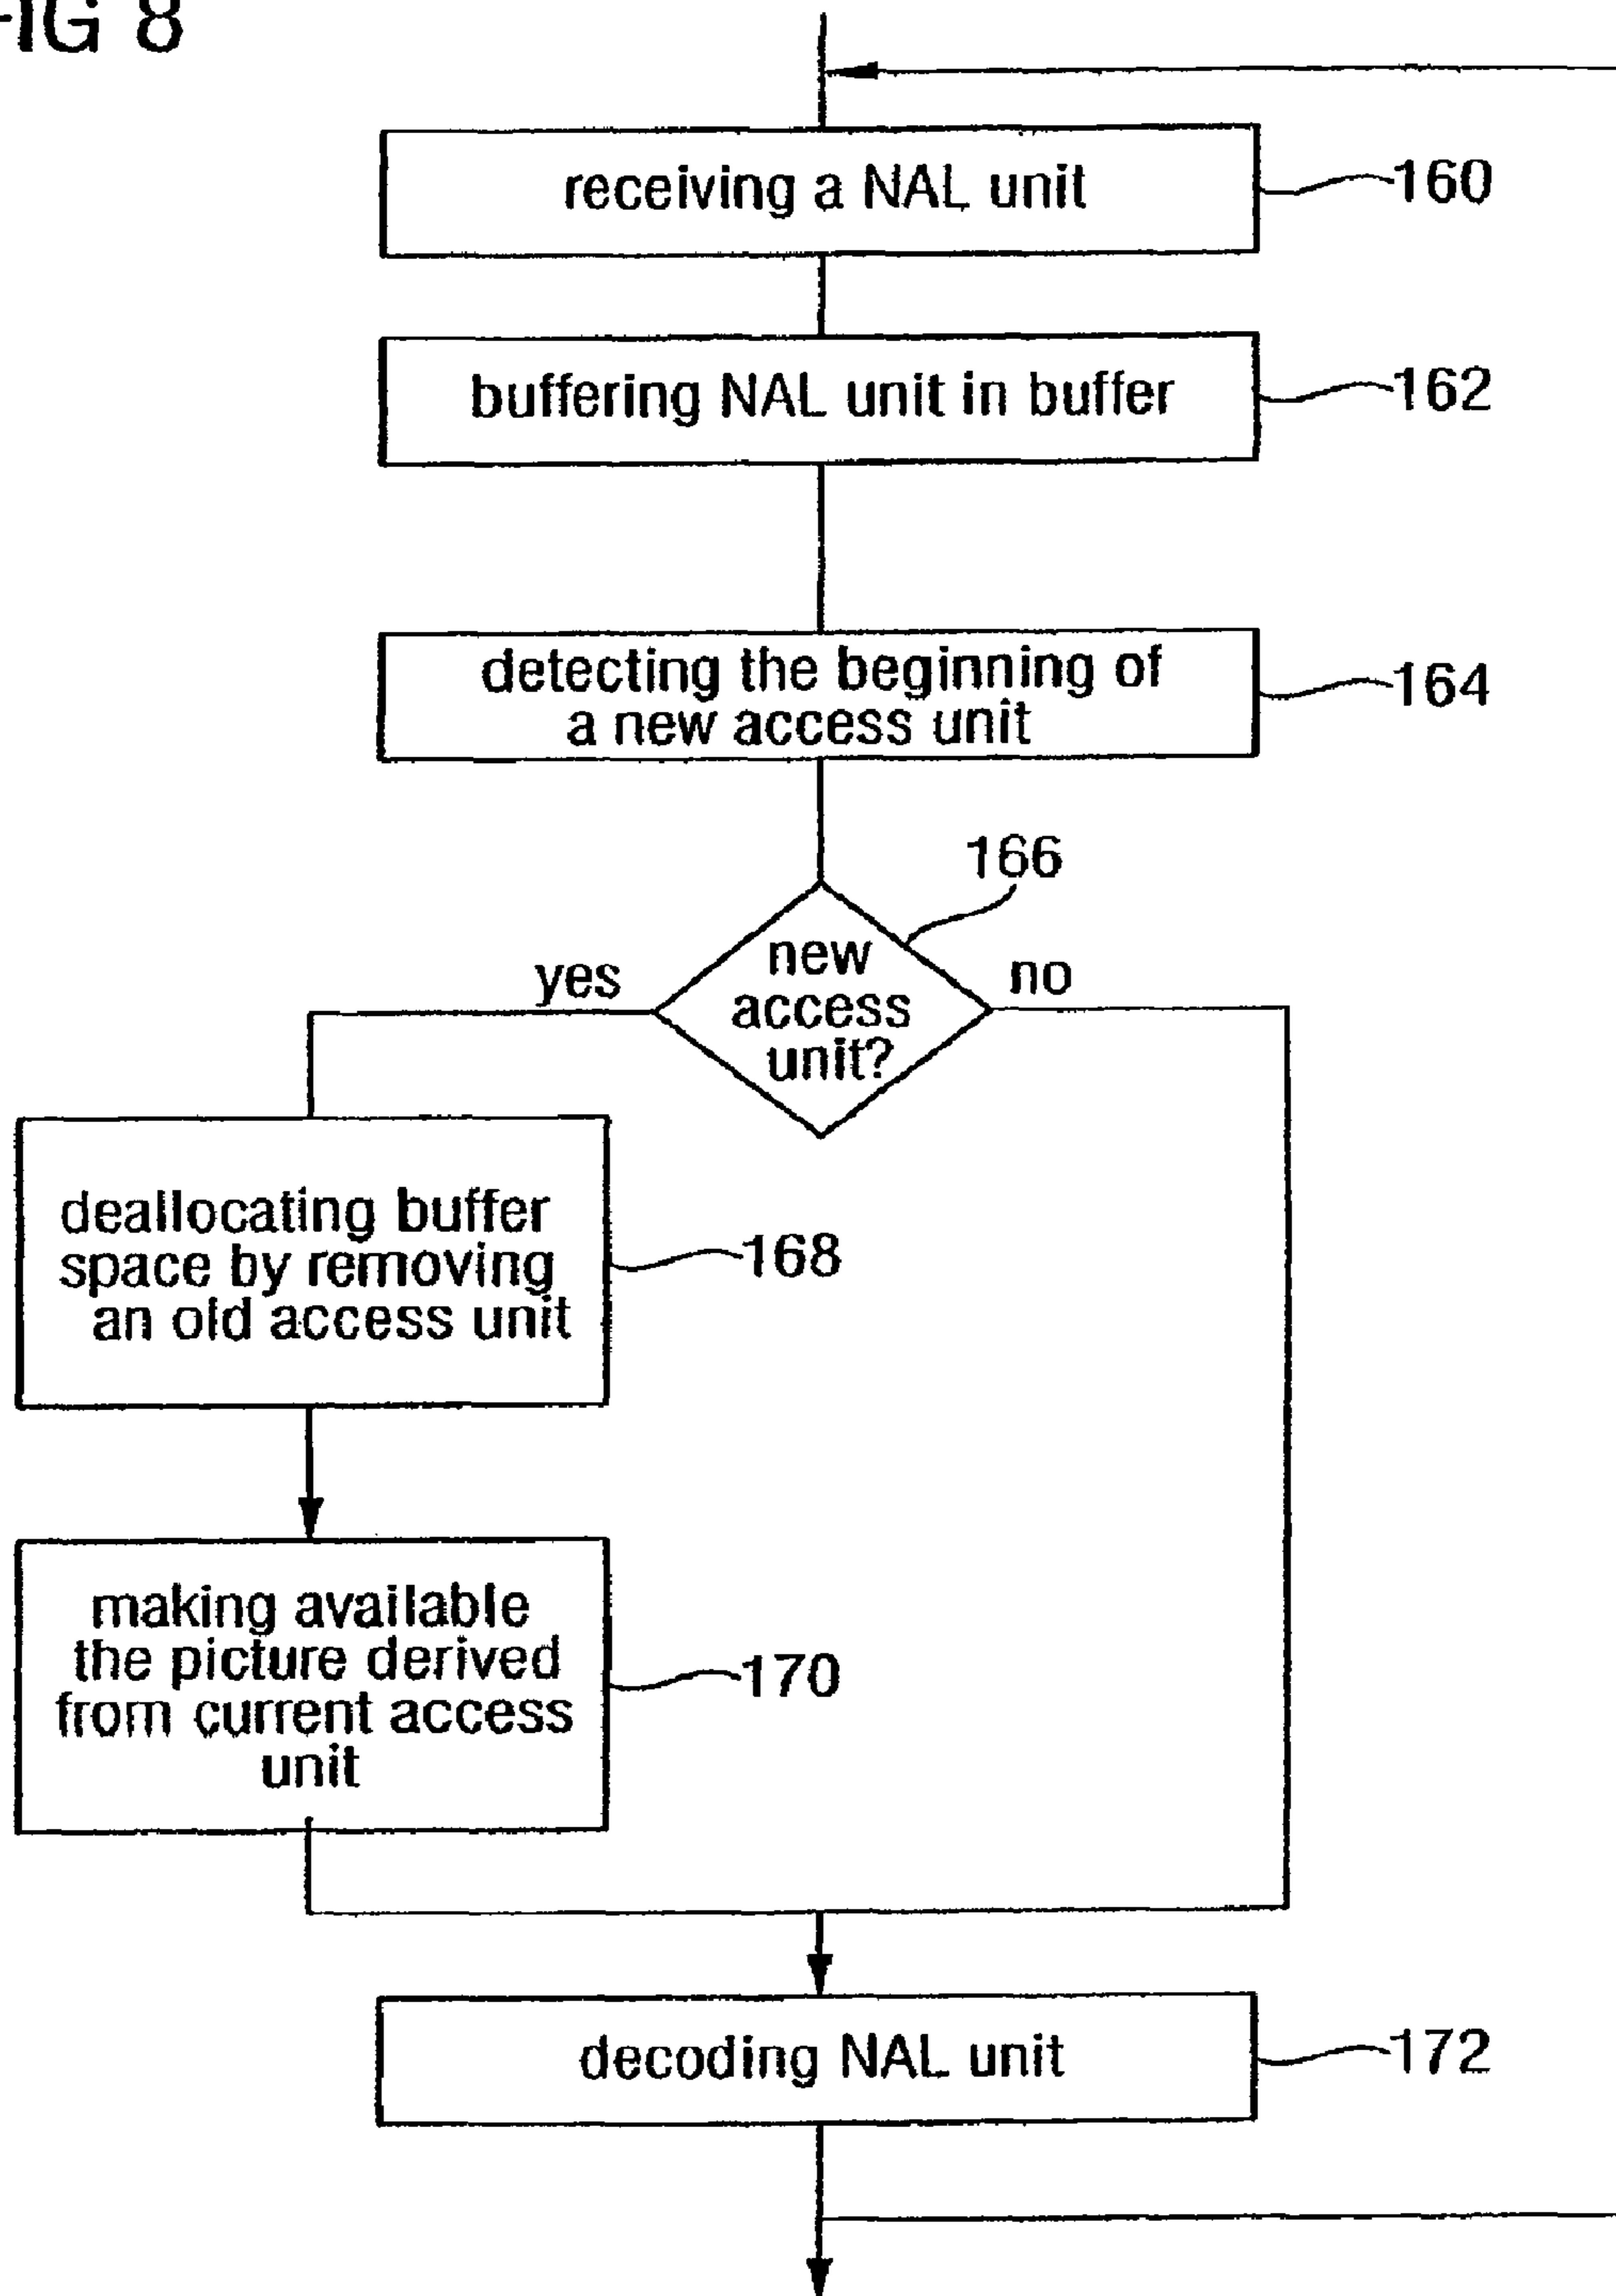 FIG 8
receiving a NAL unit
160
buffering NAL unit in buffer
162
detecting the beginning of
a new access unit
164
166
new
access
unit?
yes
no
deallocating buffer
space by removing
an old access unit
168
making available
the picture derived
from current access
unit
170
decoding NAL unit
172